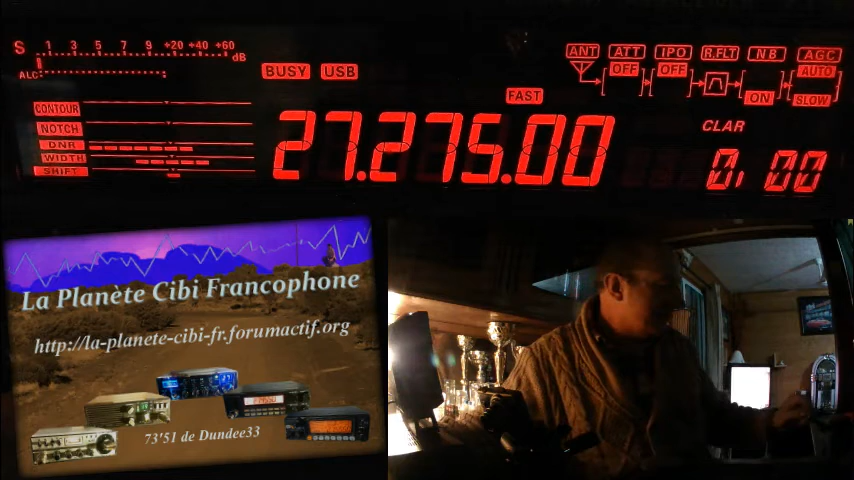 S 1 3 5 7 9 +20 +40 +60 dB
ALC
BUSY USB
ANT ATT IPO R.FLT NB AGC
OFF OFF AUTO
ON SLOW
FAST
CONTOUR
NOTCH
DNR
WIDTH
SHIFT
27.275.00
CLAR
0.00
La Planète Cibi Francophone
http://la-planete-cibi-fr.forumactif.org
73'51 de Dundee33